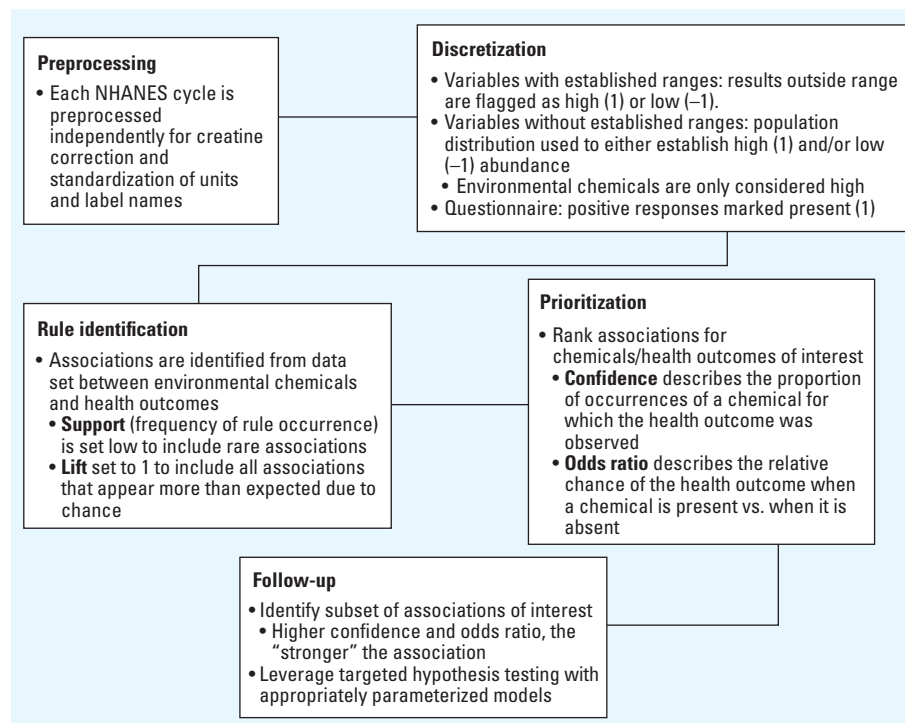 Preprocessing
• Each NHANES cycle is
preprocessed
independently for creatine
correction and
standardization of units
and label names
Discretization
• Variables with established ranges: results outside range
are flagged as high (1) or low (–1).
• Variables without established ranges: population
distribution used to either establish high (1) and/or low
(–1) abundance
• Environmental chemicals are only considered high
• Questionnaire: positive responses marked present (1)
Rule identification
• Associations are identified from data
set between environmental chemicals
and health outcomes
• Support (frequency of rule occurrence)
is set low to include rare associations
• Lift set to 1 to include all associations
that appear more than expected due to
chance
Prioritization
• Rank associations for
chemicals/health outcomes of interest
• Confidence describes the proportion
of occurrences of a chemical for
which the health outcome was
observed
• Odds ratio describes the relative
chance of the health outcome when
a chemical is present vs. when it is
absent
Follow-up
• Identify subset of associations of interest
• Higher confidence and odds ratio, the
“stronger” the association
• Leverage targeted hypothesis testing with
appropriately parameterized models